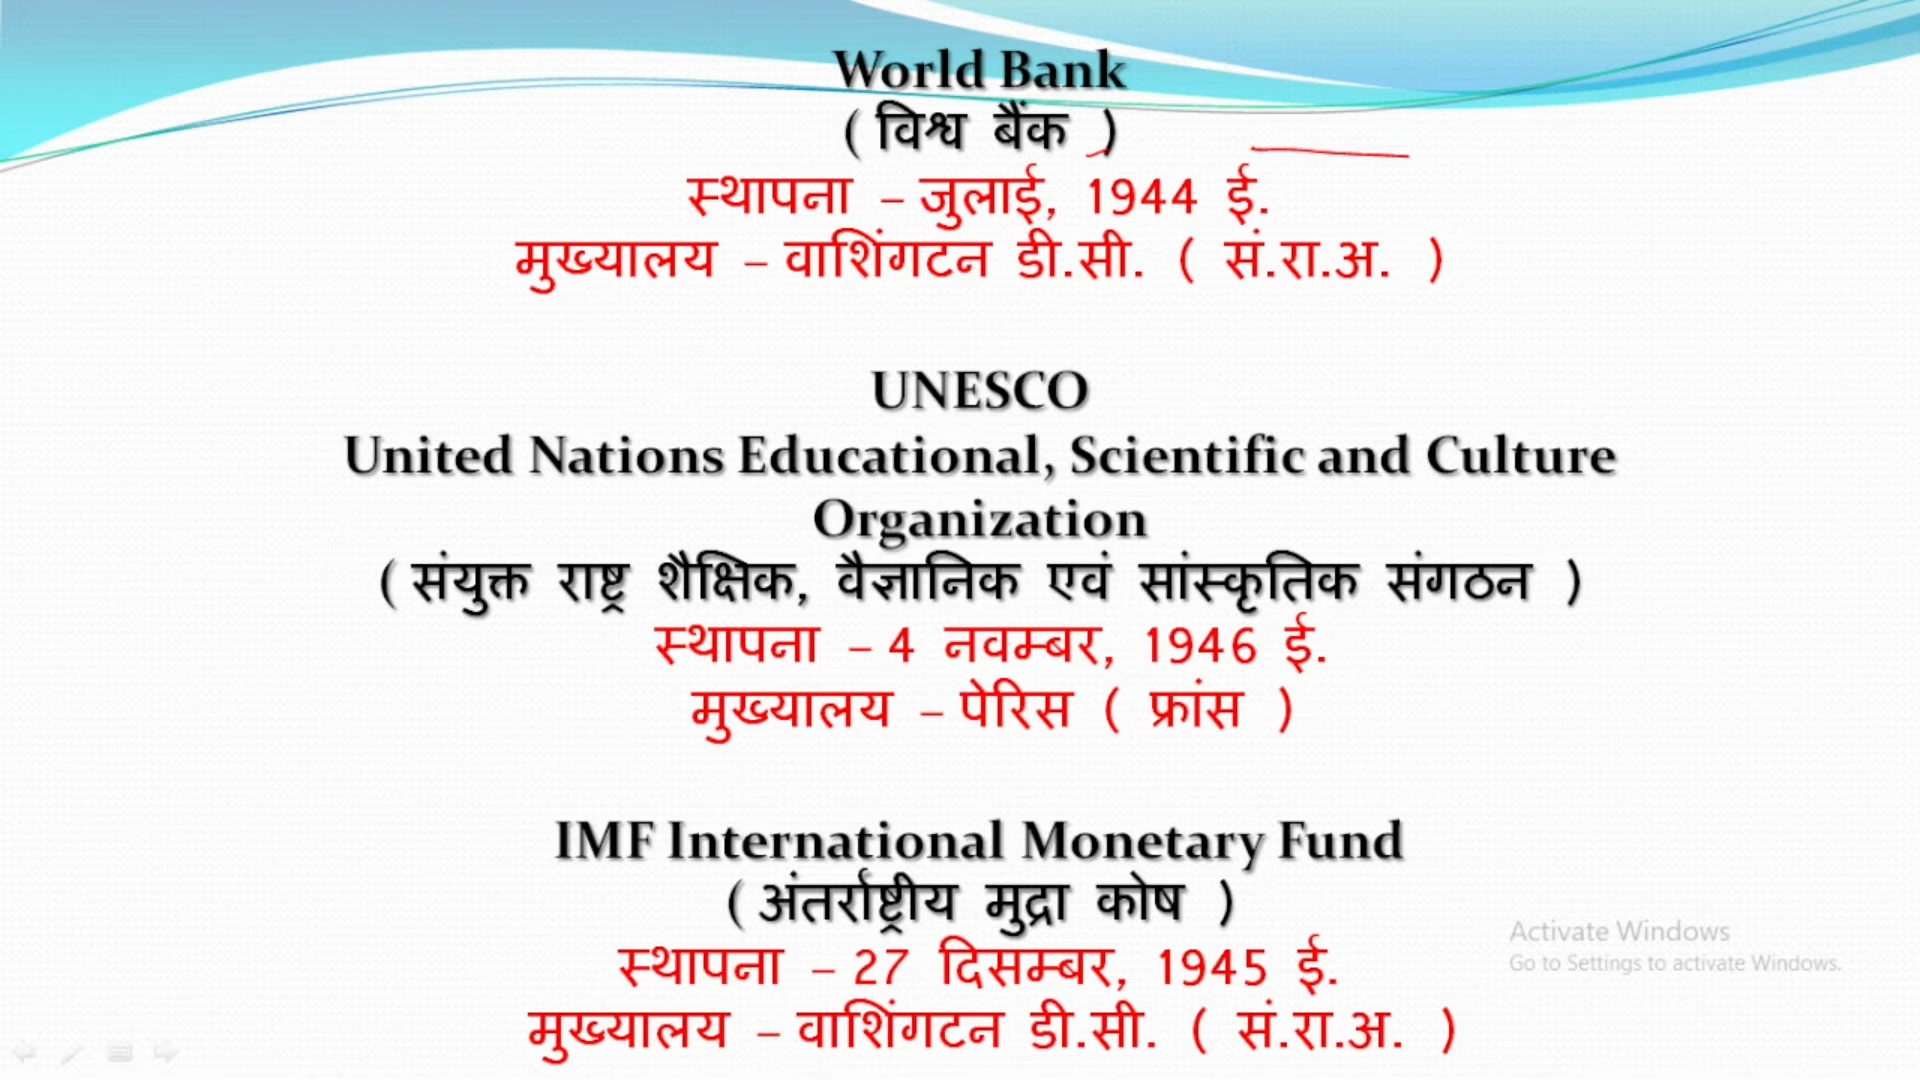 World Bank
( विश्व बैंक )
स्थापना – जुलाई, 1944 ई.
मुख्यालय – वाशिंगटन डी.सी. ( सं.रा.अ. )
UNESCO
United Nations Educational, Scientific and Culture
Organization
( संयुक्त राष्ट्र शैक्षिक, वैज्ञानिक एवं सांस्कृतिक संगठन )
स्थापना – 4 नवम्बर, 1946 ई.
मुख्यालय – पेरिस ( फ्रांस )
IMF International Monetary Fund
( अंतर्राष्ट्रीय मुद्रा कोष )
स्थापना – 27 दिसम्बर, 1945 ई.
मुख्यालय – वाशिंगटन डी.सी. ( सं.रा.अ. )
Activate Windows
Go to Settings to activate Windows.